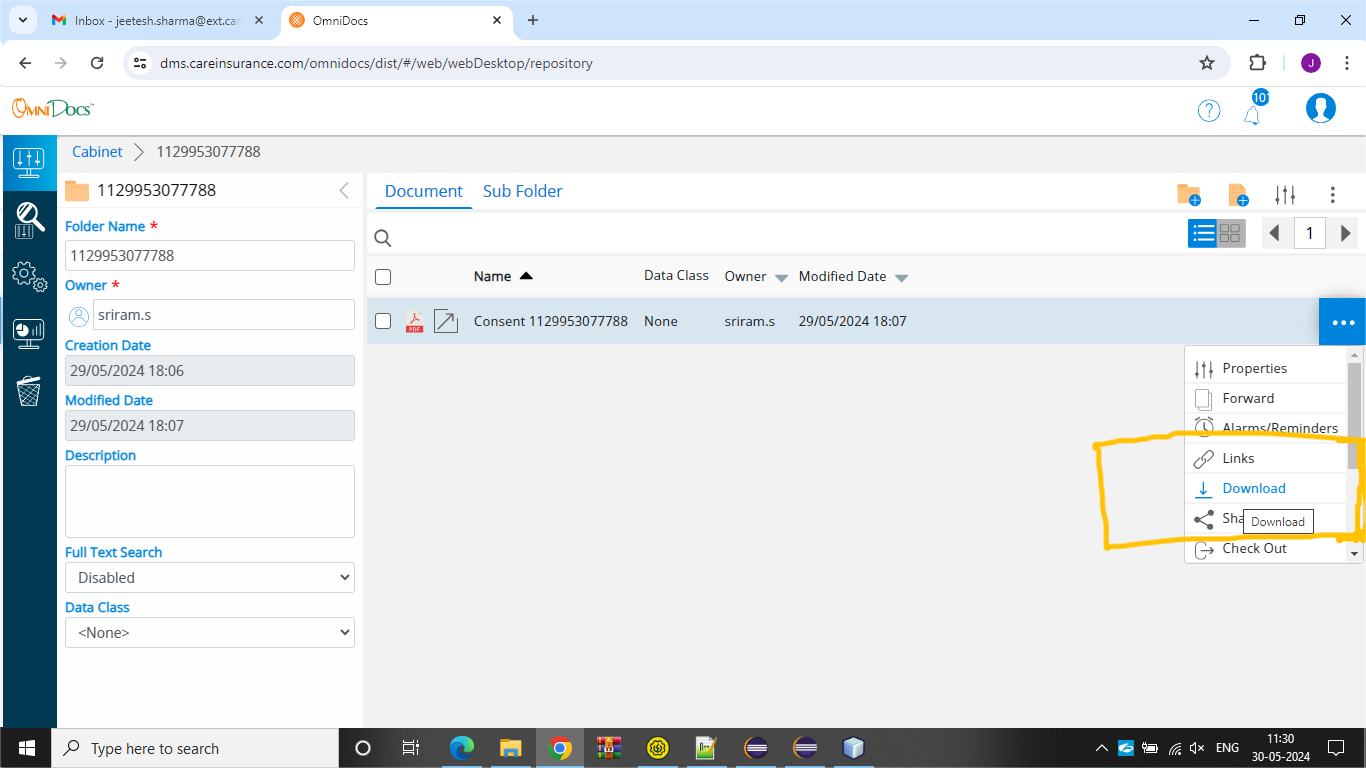 Inbox - jeetesh.sharma@ext.car
OmniDocs
dms.careinsurance.com/omnidocs/dist/#/web/webDesktop/repository
J
OMNIDOCS
?
101
Cabinet 1129953077788
1129953077788
Document Sub Folder
Folder Name *
1129953077788
1
Name Data Class Owner Modified Date
Owner *
sriram.s
PDF Consent 1129953077788 None sriram.s 29/05/2024 18:07
Creation Date
29/05/2024 18:06
Modified Date
29/05/2024 18:07
Description
Full Text Search
Disabled
Data Class
<None>
Properties
Forward
Alarms/Reminders
Links
Download
Download
Check Out
Type here to search
ENG
11:30
30-05-2024